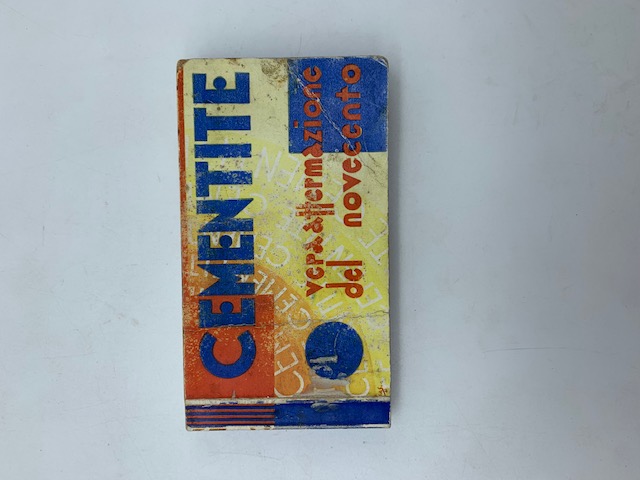 CEMENTITE
vera affermazione
del novecento